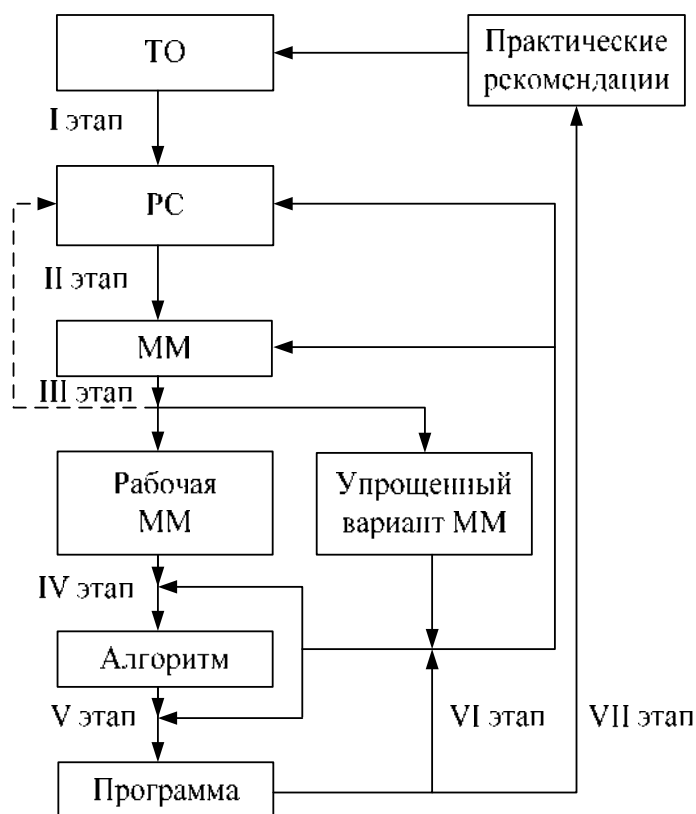 ТО
Практические
рекомендации
I этап
РС
II этап
ММ
III этап
Рабочая
ММ
Упрощенный
вариант ММ
IV этап
Алгоритм
V этап
VI этап
VII этап
Программа